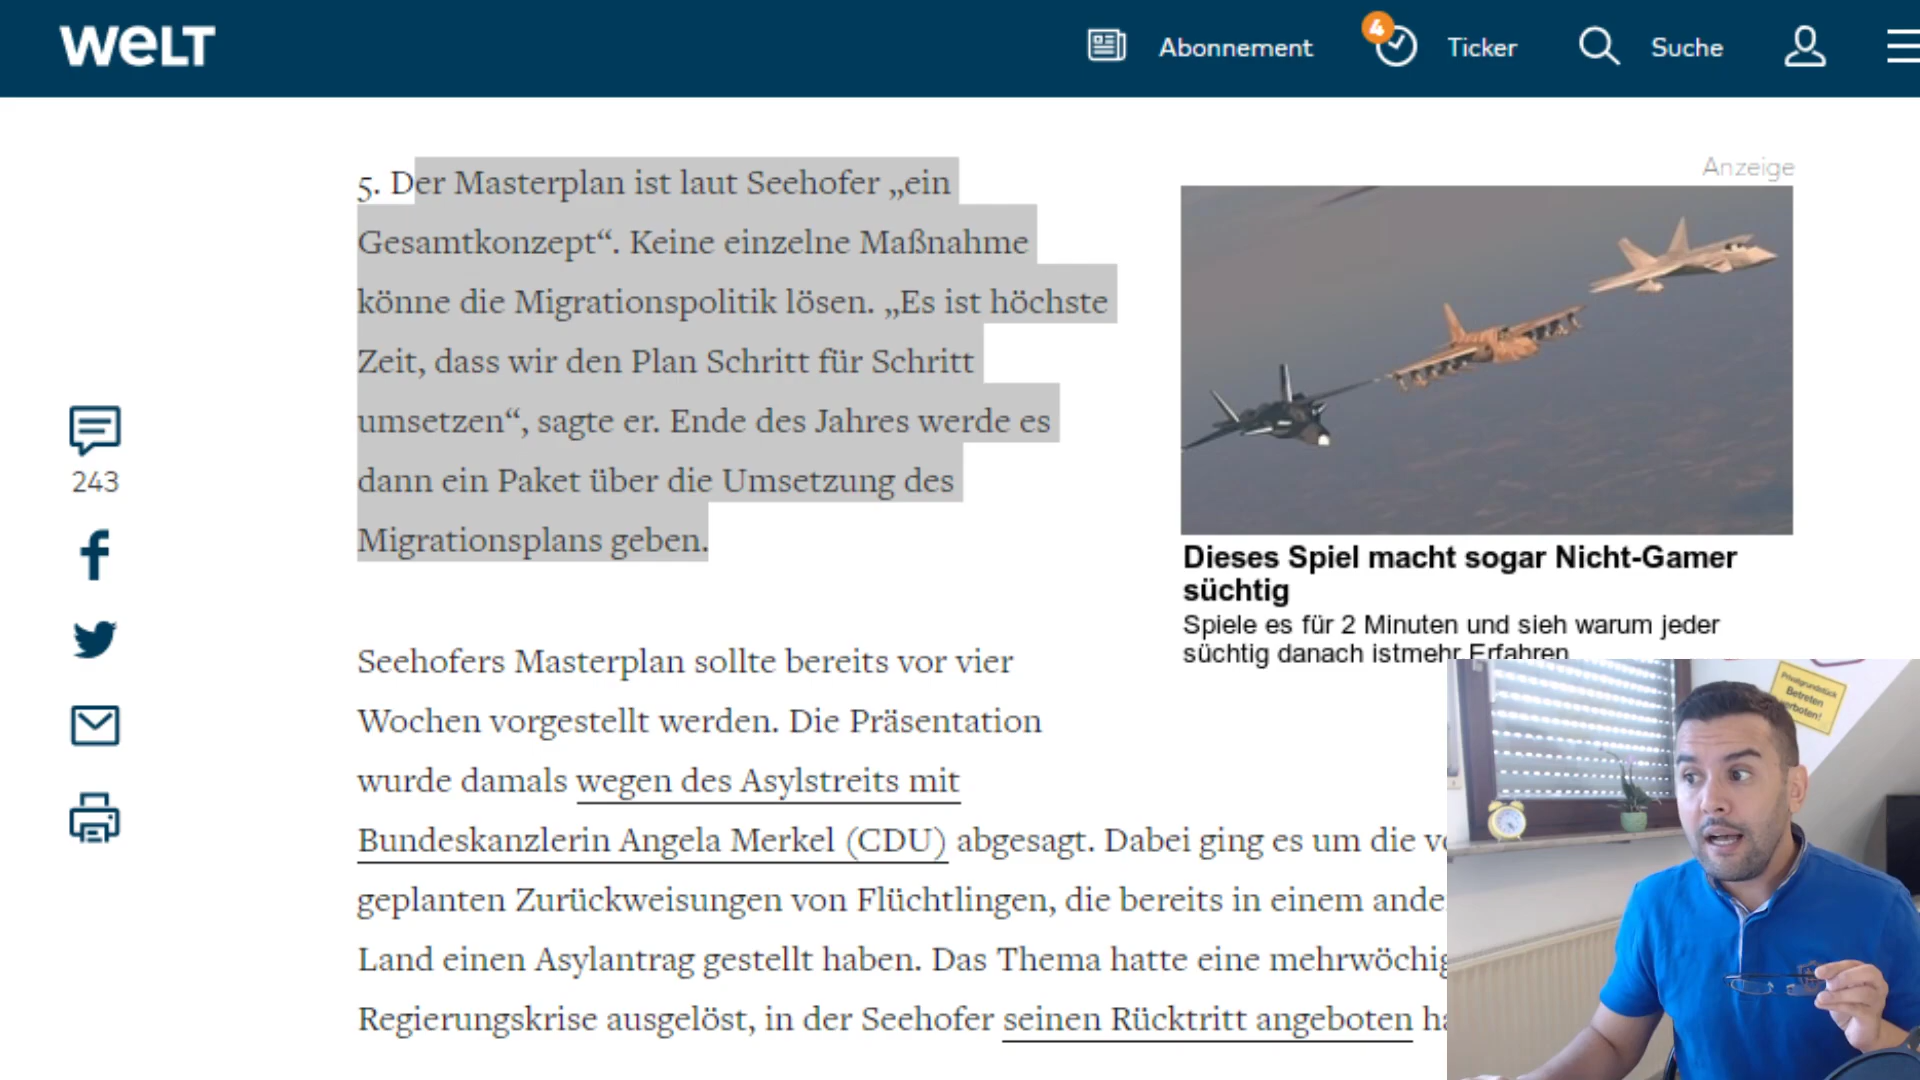 WELT
Abonnement
4
Ticker
Suche
5. Der Masterplan ist laut Seehofer „ein
Gesamtkonzept“. Keine einzelne Maßnahme
könne die Migrationspolitik lösen. „Es ist höchste
Zeit, dass wir den Plan Schritt für Schritt
umsetzen“, sagte er. Ende des Jahres werde es
dann ein Paket über die Umsetzung des
Migrationsplans geben.
Anzeige
Dieses Spiel macht sogar Nicht-Gamer
süchtig
Spiele es für 2 Minuten und sieh warum jeder
süchtig danach istmehr Erfahren
243
Seehofers Masterplan sollte bereits vor vier
Wochen vorgestellt werden. Die Präsentation
wurde damals wegen des Asylstreits mit
Bundeskanzlerin Angela Merkel (CDU) abgesagt. Dabei ging es um die
geplanten Zurückweisungen von Flüchtlingen, die bereits in einem
Land einen Asylantrag gestellt haben. Das Thema hatte eine
Regierungskrise ausgelöst, in der Seehofer seinen Rücktritt angeboten
Privatgrundstück
Betreten
verboten!